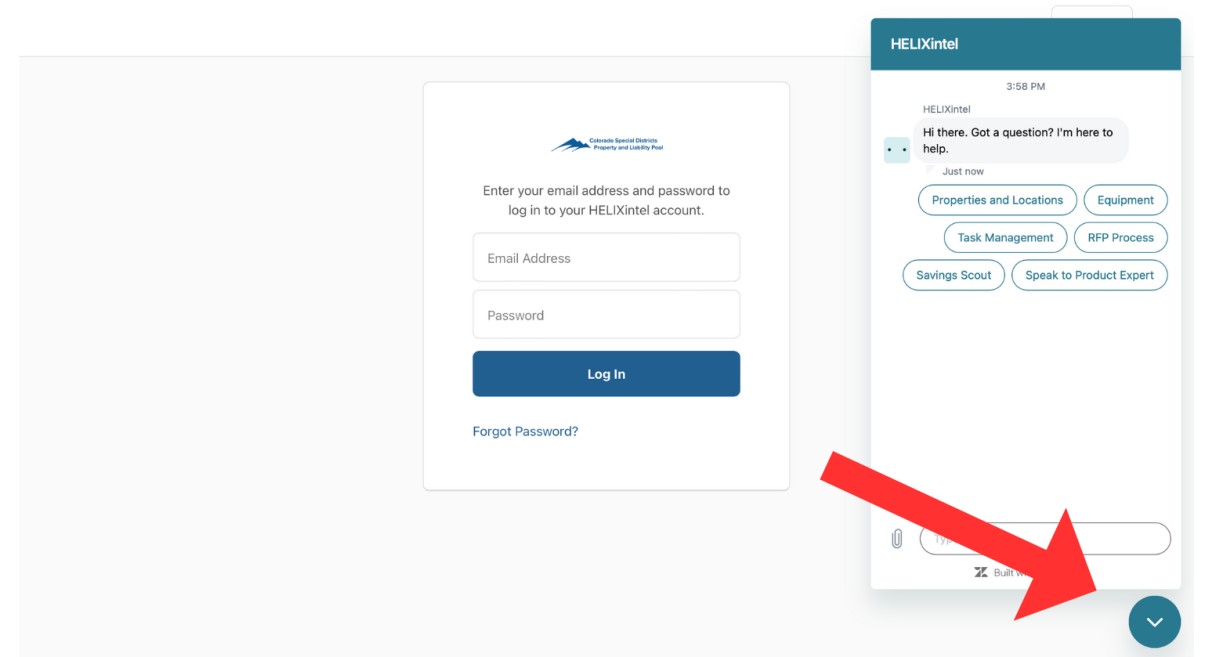 HELIXintel
3:58 PM
HELIXintel
Hi there. Got a question? I'm here to
help.
Just now
Properties and Locations
Equipment
Task Management
RFP Process
Savings Scout
Speak to Product Expert
Built
Colorado Special Districts
Property and Liability Pool
Enter your email address and password to
log in to your HELIXintel account.
Email Address
Password
Log In
Forgot Password?